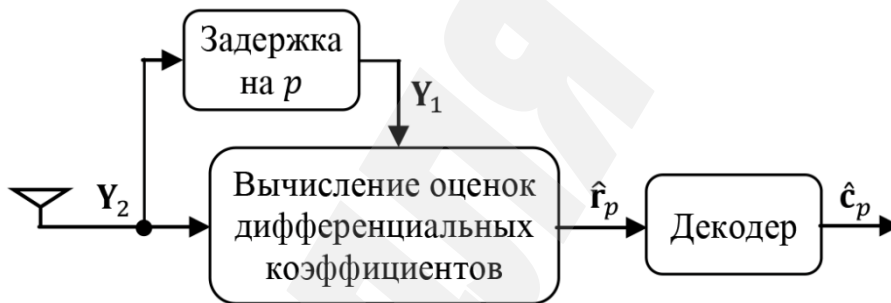 Задержка
на p
Y₁
Y₂
Вычисление оценок
дифференциальных
коэффициентов
r̂ₚ
Декодер
ĉₚ